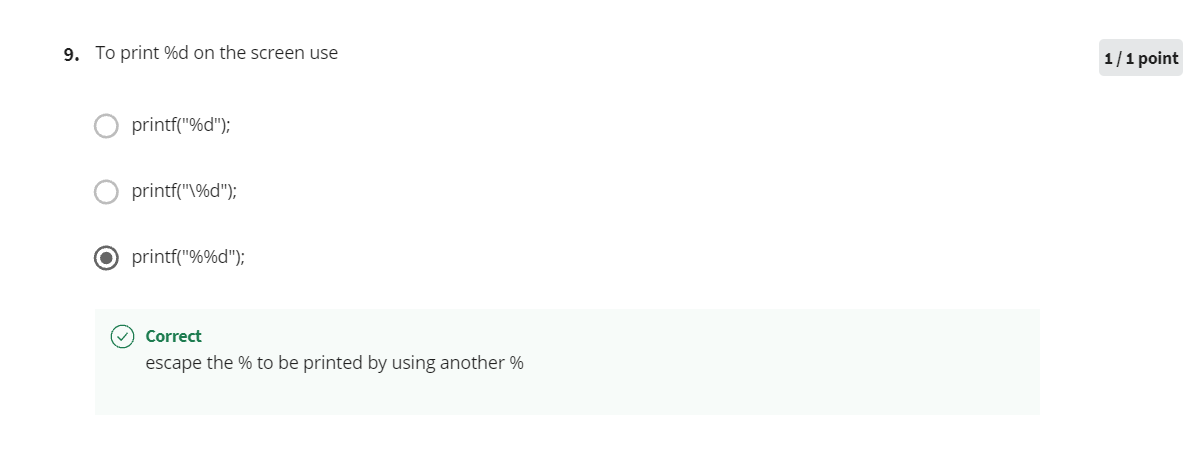 9. To print %d on the screen use
1 / 1 point
printf("%d");
printf("\%d");
printf("%%d");
Correct
escape the % to be printed by using another %